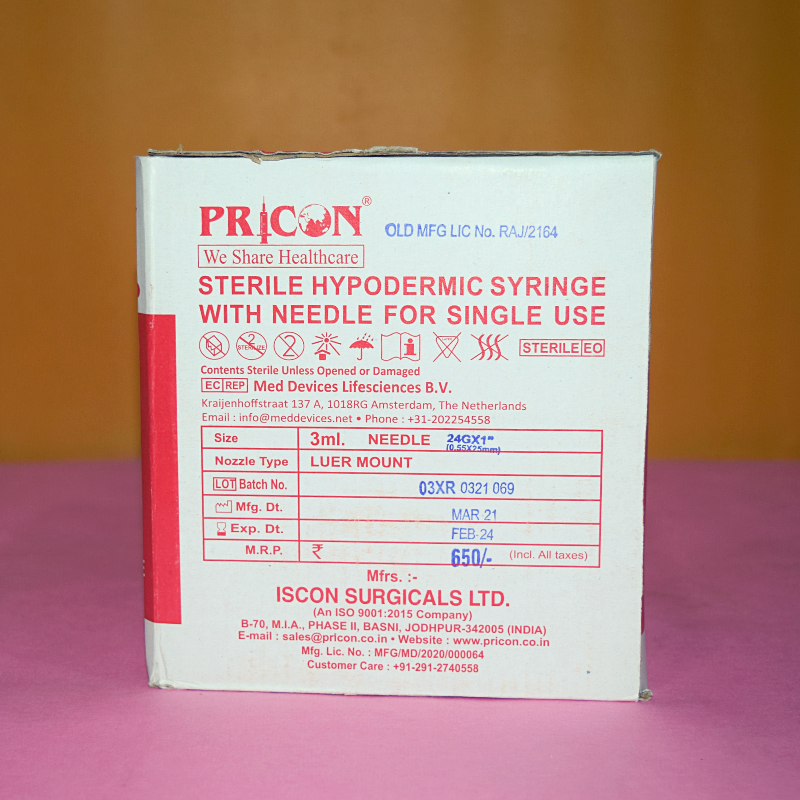 PRICON®
OLD MFG LIC No. RAJ/2164
We Share Healthcare
STERILE HYPODERMIC SYRINGE
WITH NEEDLE FOR SINGLE USE
2 STERILIZE 2 i STERILE EO
Contents Sterile Unless Opened or Damaged
EC REP Med Devices Lifesciences B.V.
Kraijenhoffstraat 137 A, 1018RG Amsterdam, The Netherlands
Email : info@meddevices.net • Phone : +31-202254558
Size 3ml. NEEDLE 24GX1"
(0.55X25mm)
Nozzle Type LUER MOUNT
LOT Batch No. 03XR 0321 069
Mfg. Dt. MAR 21
Exp. Dt. FEB-24
M.R.P. ₹ 650/- (Incl. All taxes)
Mfrs. :-
ISCON SURGICALS LTD.
(An ISO 9001:2015 Company)
B-70, M.I.A., PHASE II, BASNI, JODHPUR-342005 (INDIA)
E-mail : sales@pricon.co.in • Website : www.pricon.co.in
Mfg. Lic. No. : MFG/MD/2020/000064
Customer Care : +91-291-2740558